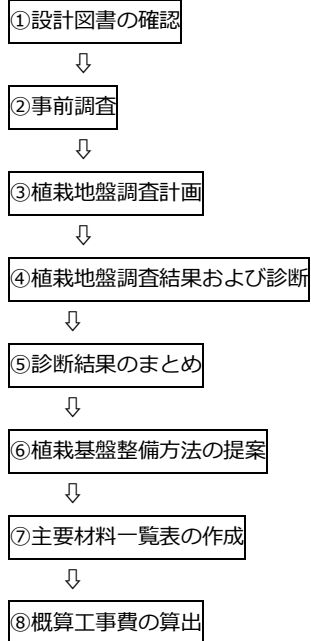 ①設計図書の確認
⇩
②事前調査
⇩
③植栽地盤調査計画
⇩
④植栽地盤調査結果および診断
⇩
⑤診断結果のまとめ
⇩
⑥植栽基盤整備方法の提案
⇩
⑦主要材料一覧表の作成
⇩
⑧概算工事費の算出